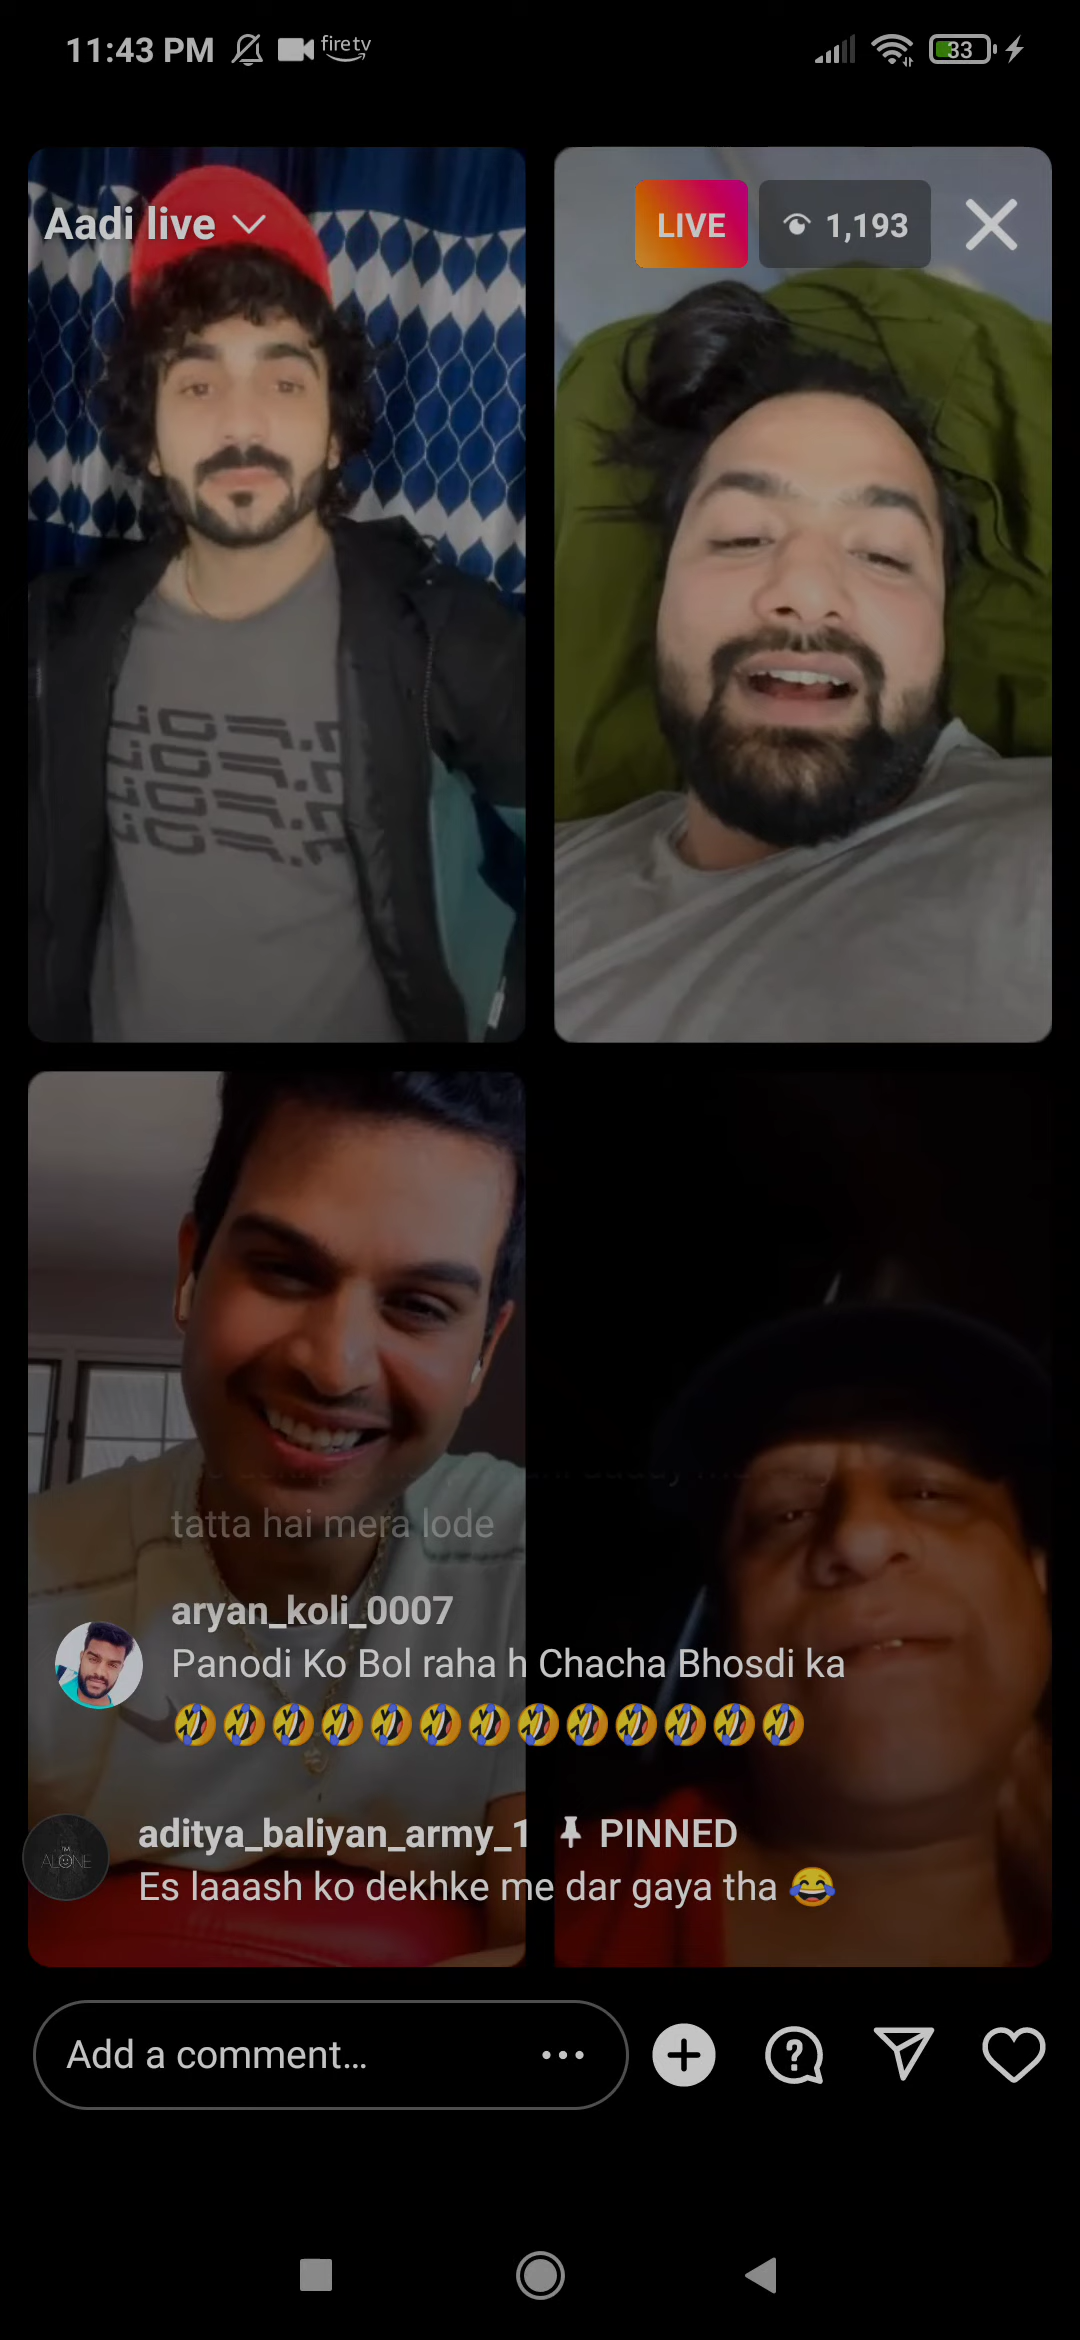 11:43 PM firetv 33
Aadi live
LIVE 1,193
tatta hai mera lode
aryan_koli_0007
Panodi Ko Bol raha h Chacha Bhosdi ka
🤣🤣🤣🤣🤣🤣🤣🤣🤣🤣🤣🤣🤣
aditya_baliyan_army_1 PINNED
ALONE
Es laaash ko dekhke me dar gaya tha 😂
Add a comment...